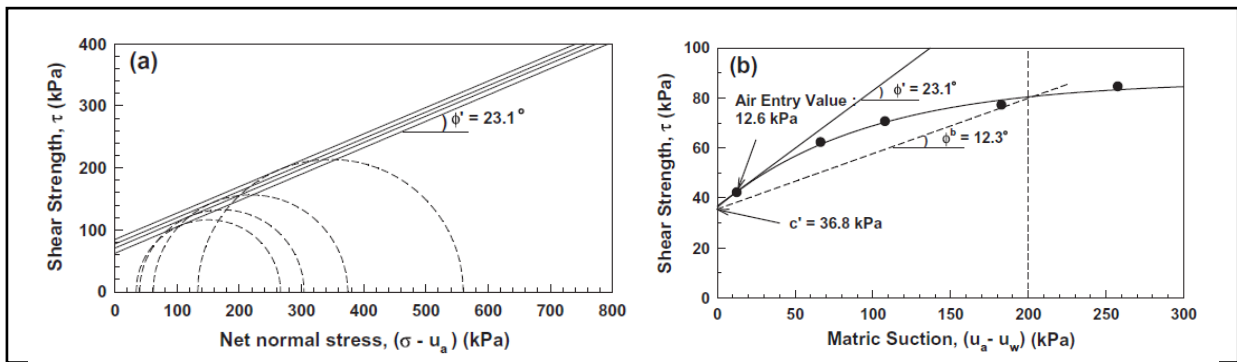 (a)
400
300
200
100
0
Shear Strength, τ (kPa)
ϕ' = 23.1°
0 100 200 300 400 500 600 700 800
Net normal stress, (σ - uₐ) (kPa)
(b)
100
80
60
40
20
0
Shear Strength, τ (kPa)
ϕ' = 23.1°
Air Entry Value :
12.6 kPa
ϕᵇ = 12.3°
c' = 36.8 kPa
0 50 100 150 200 250 300
Matric Suction, (uₐ- u_w) (kPa)